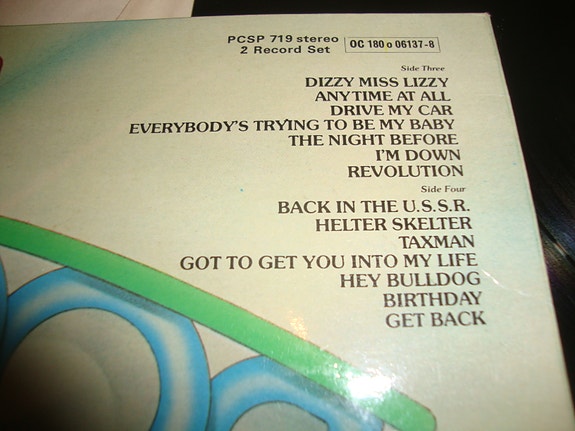 PCSP 719 stereo
2 Record Set
OC 180 o 06137-8
Side Three
DIZZY MISS LIZZY
ANYTIME AT ALL
DRIVE MY CAR
EVERYBODY'S TRYING TO BE MY BABY
THE NIGHT BEFORE
I'M DOWN
REVOLUTION
Side Four
BACK IN THE U.S.S.R.
HELTER SKELTER
TAXMAN
GOT TO GET YOU INTO MY LIFE
HEY BULLDOG
BIRTHDAY
GET BACK